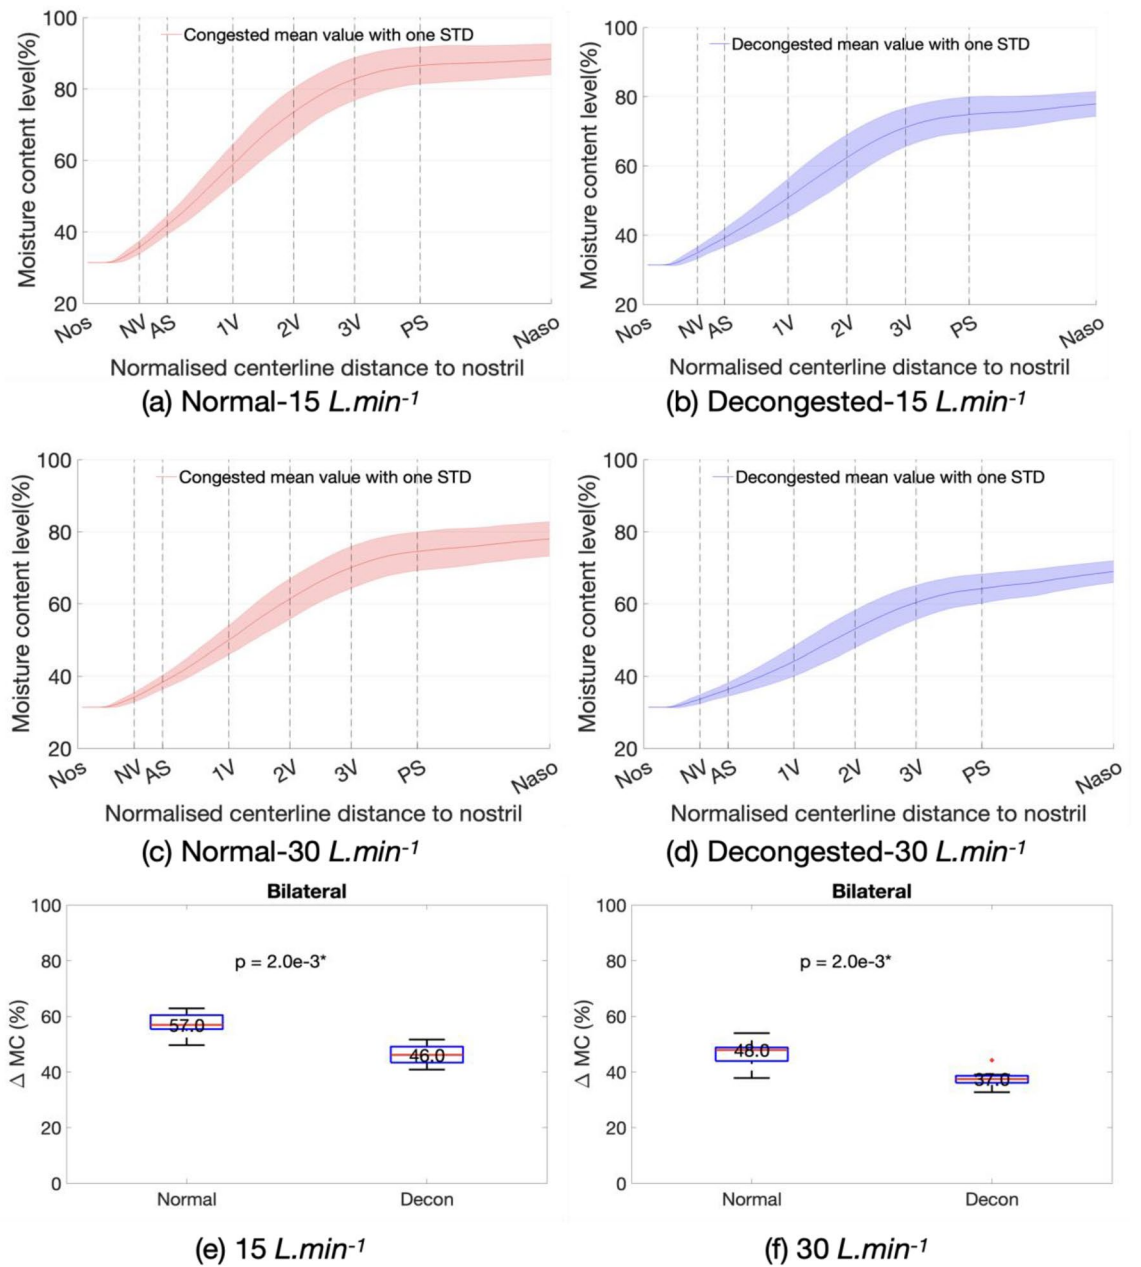 100
80
60
40
20
Moisture content level(%)
Congested mean value with one STD
Nos NV AS 1V 2V 3V PS Naso
Normalised centerline distance to nostril
(a) Normal-15 L.min-1
100
80
60
40
20
Moisture content level(%)
Decongested mean value with one STD
Nos NV AS 1V 2V 3V PS Naso
Normalised centerline distance to nostril
(b) Decongested-15 L.min-1
100
80
60
40
20
Moisture content level(%)
Congested mean value with one STD
Nos NV AS 1V 2V 3V PS Naso
Normalised centerline distance to nostril
(c) Normal-30 L.min-1
100
80
60
40
20
Moisture content level(%)
Decongested mean value with one STD
Nos NV AS 1V 2V 3V PS Naso
Normalised centerline distance to nostril
(d) Decongested-30 L.min-1
Bilateral
100
80
60
40
20
0
Δ MC (%)
p = 2.0e-3*
57.0
46.0
Normal Decon
(e) 15 L.min-1
Bilateral
100
80
60
40
20
0
Δ MC (%)
p = 2.0e-3*
48.0
37.0
Normal Decon
(f) 30 L.min-1